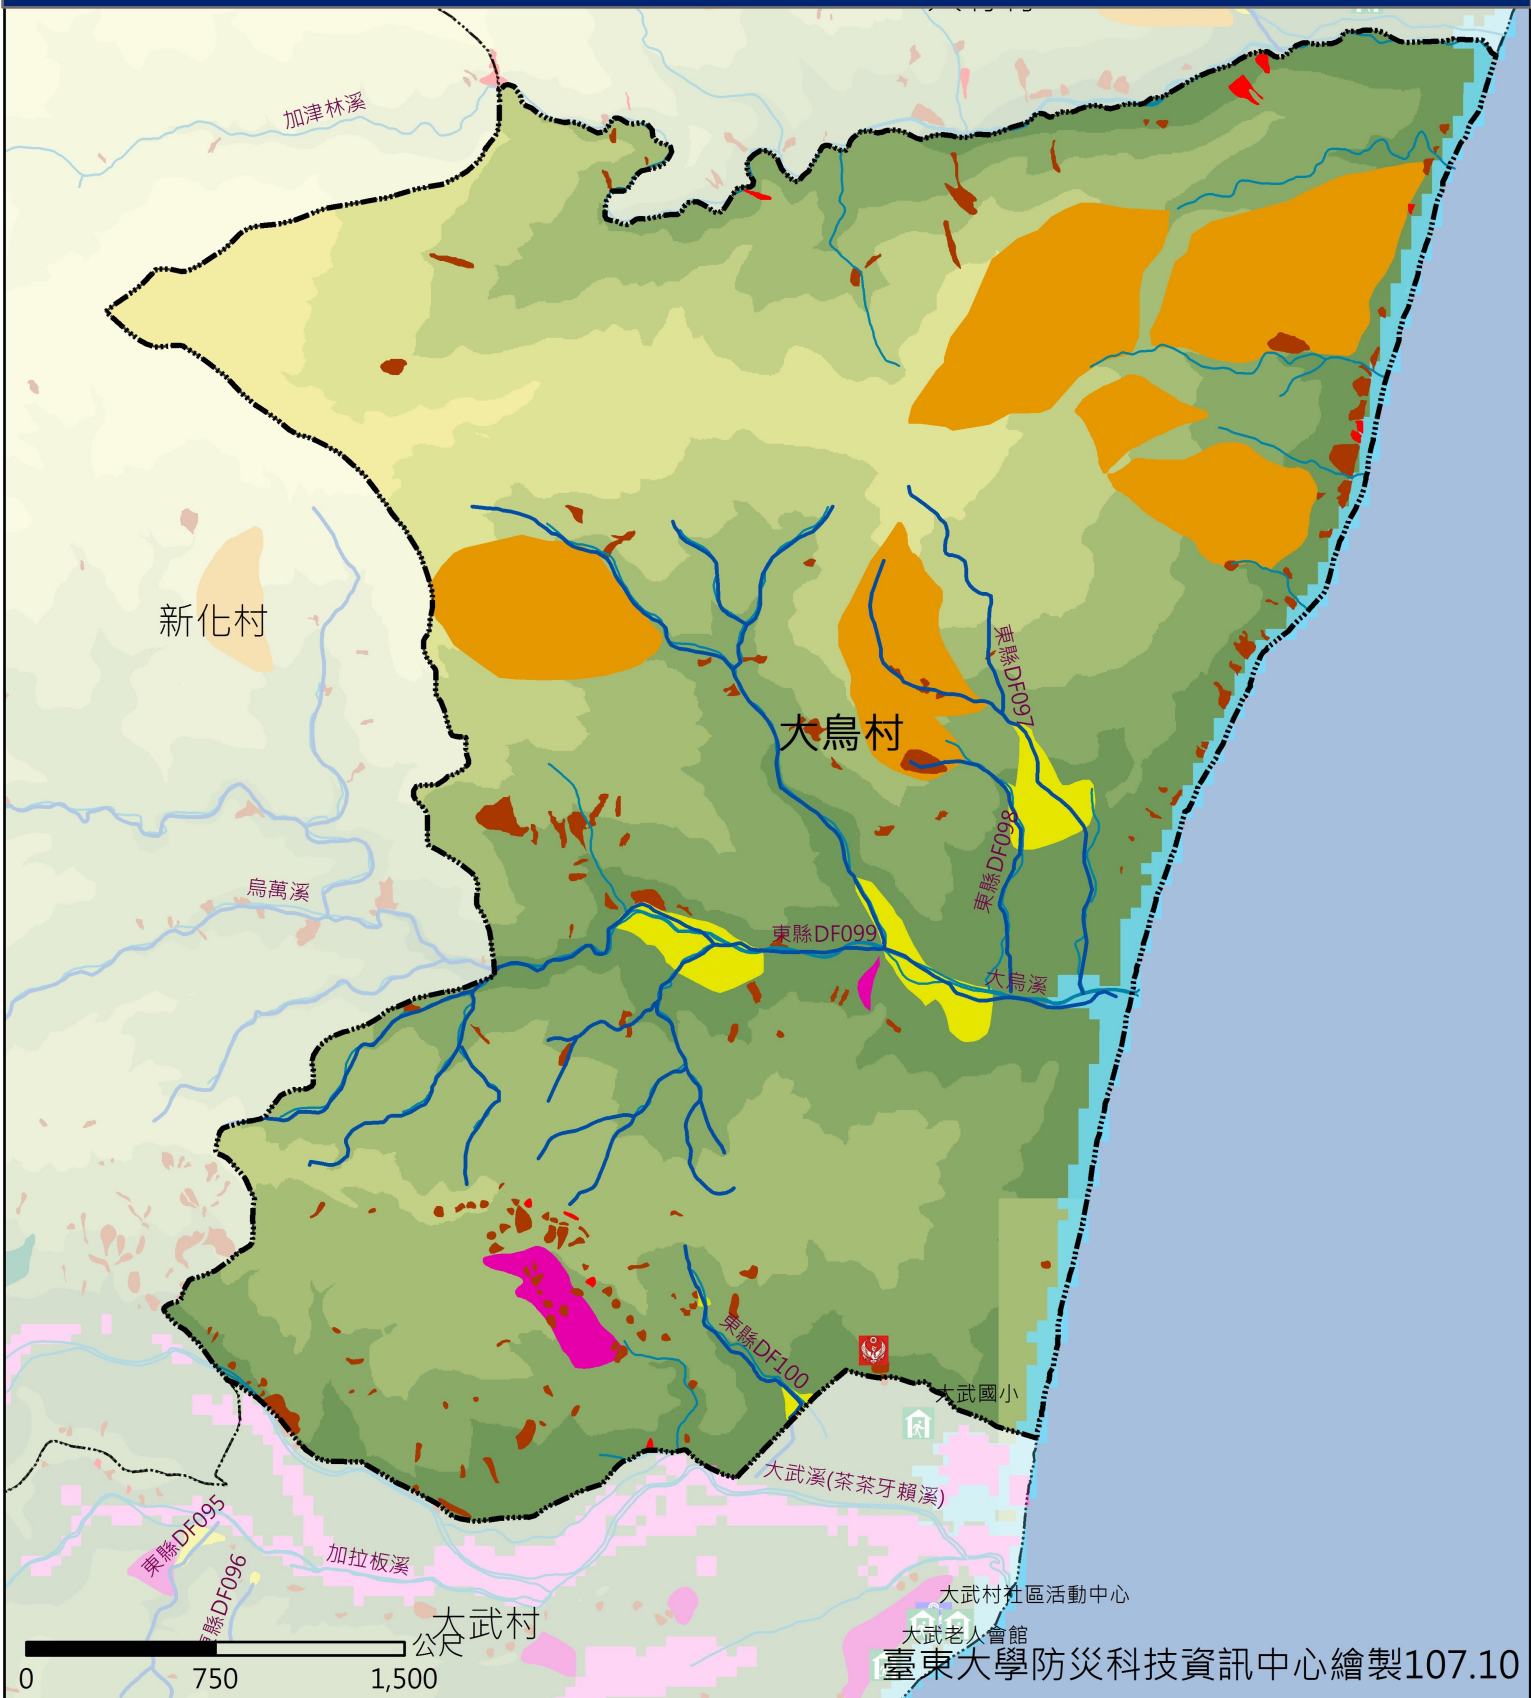 加津林溪
新化村
東縣DF097
大鳥村
東縣DF098
烏萬溪
東縣DF099
大鳥溪
東縣DF100
大武國小
大武溪(茶茶牙賴溪)
東縣DF095
加拉板溪
東縣DF096
大武村社區活動中心
大武村
大武老人會館
公尺
0 750 1,500
臺東大學防災科技資訊中心繪製107.10